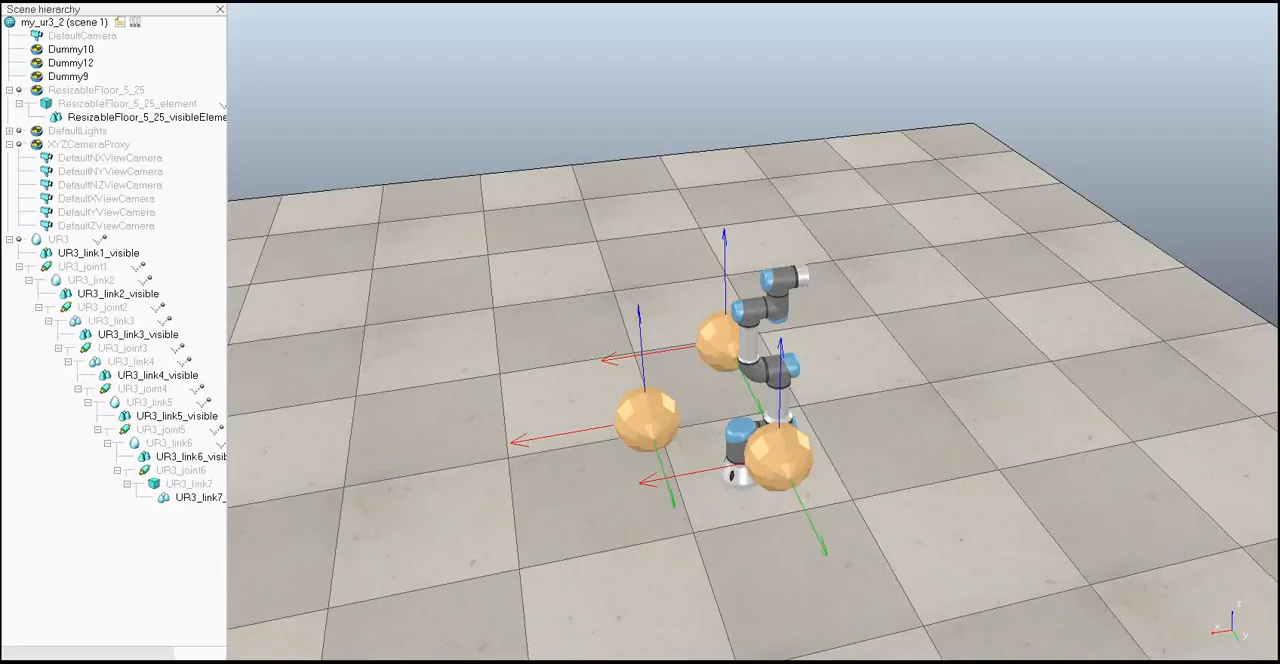 Scene hierarchy
my_ur3_2 (scene 1)
DefaultCamera
Dummy10
Dummy12
Dummy9
ResizableFloor_5_25
ResizableFloor_5_25_element
ResizableFloor_5_25_visibleEleme
DefaultLights
XYZCameraProxy
DefaultNXViewCamera
DefaultNYViewCamera
DefaultNZViewCamera
DefaultXViewCamera
DefaultYViewCamera
DefaultZViewCamera
UR3
UR3_link1_visible
UR3_joint1
UR3_link2
UR3_link2_visible
UR3_joint2
UR3_link3
UR3_link3_visible
UR3_joint3
UR3_link4
UR3_link4_visible
UR3_joint4
UR3_link5
UR3_link5_visible
UR3_joint5
UR3_link6
UR3_link6_visib
UR3_joint6
UR3_link7
UR3_link7_
z
x
y